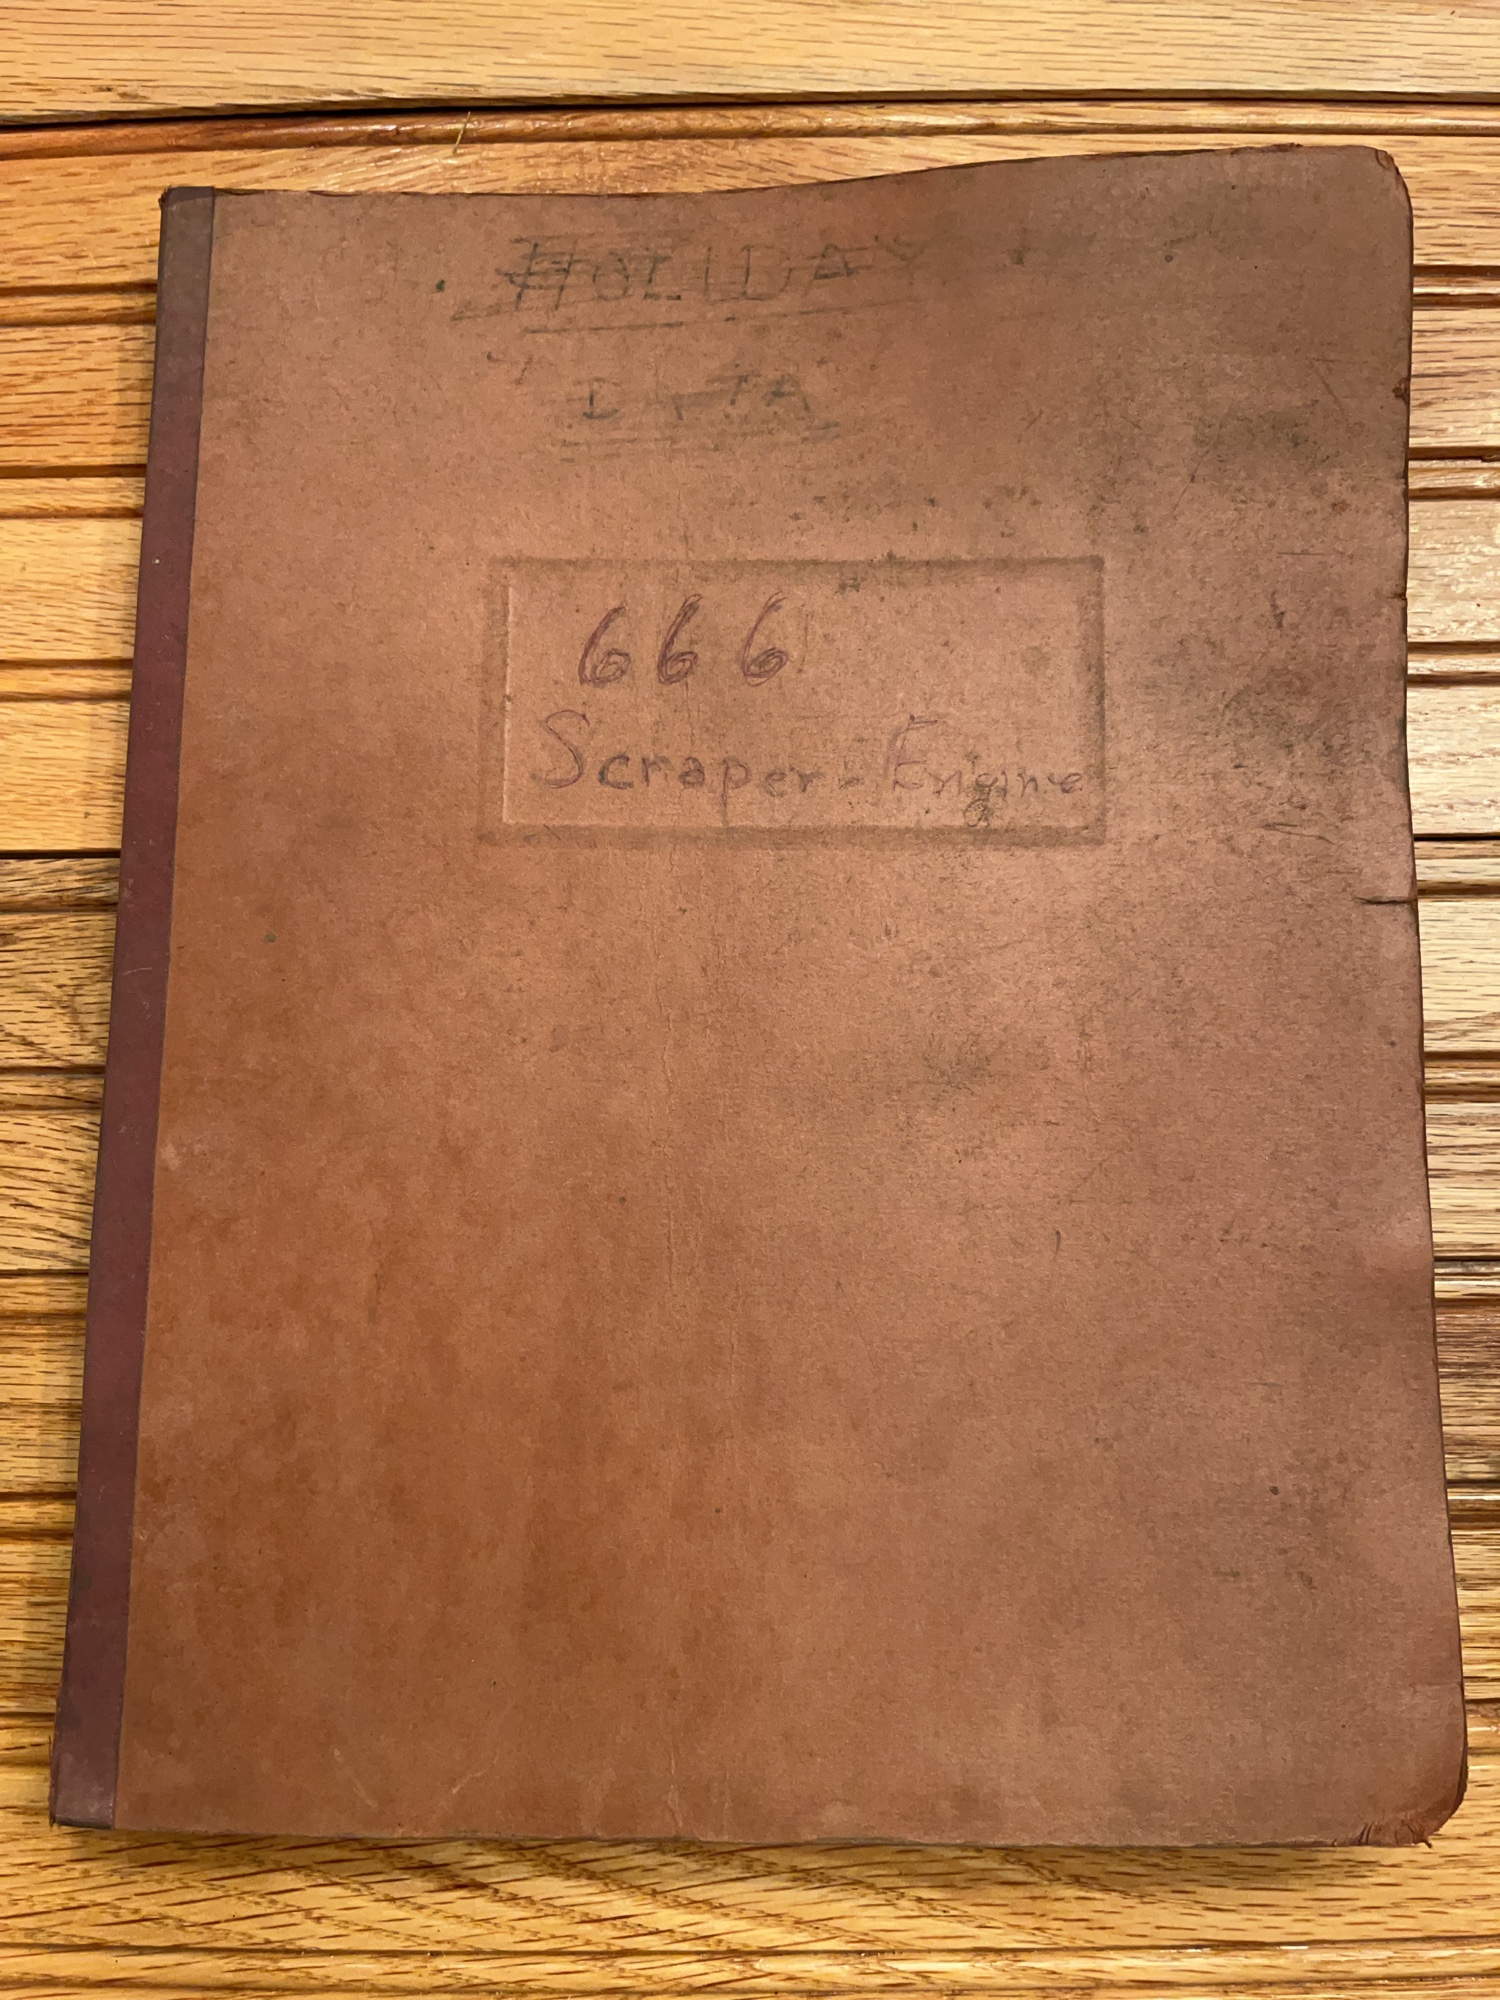 HOLIDAY
DATA
666
Scraper-Engine